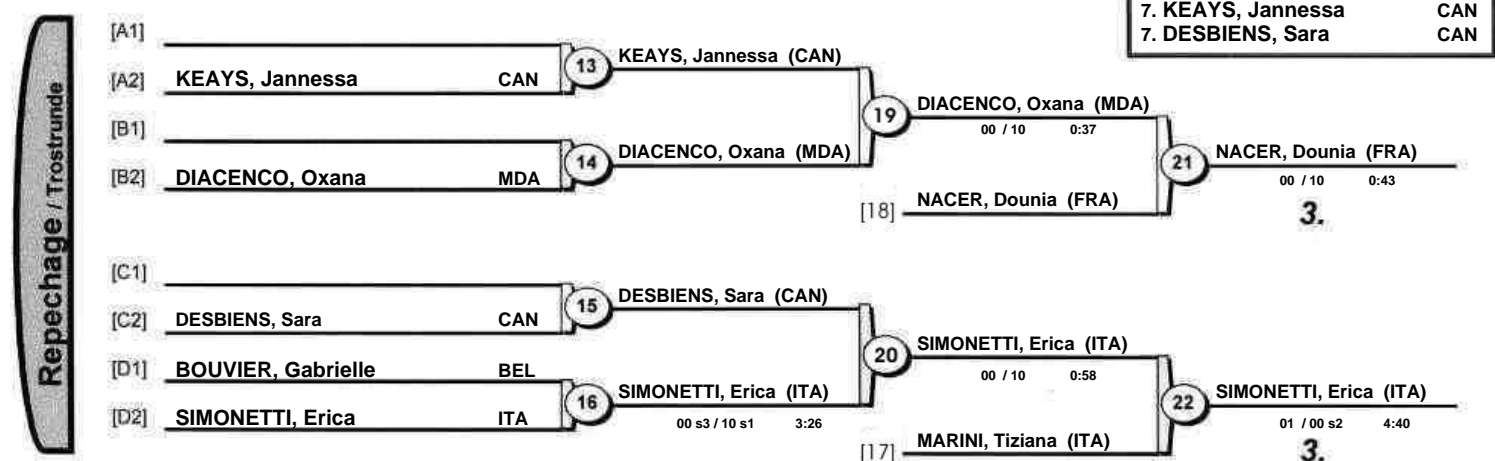 7. KEAYS, Jannessa CAN
7. DESBIENS, Sara CAN
Repechage / Trostrunde
[A1]
[A2] KEAYS, Jannessa CAN
13
KEAYS, Jannessa (CAN)
[B1]
[B2] DIACENCO, Oxana MDA
14
DIACENCO, Oxana (MDA)
19
DIACENCO, Oxana (MDA)
00 / 10 0:37
[18] NACER, Dounia (FRA)
21
NACER, Dounia (FRA)
00 / 10 0:43
3.
[C1]
[C2] DESBIENS, Sara CAN
15
DESBIENS, Sara (CAN)
[D1] BOUVIER, Gabrielle BEL
[D2] SIMONETTI, Erica ITA
16
SIMONETTI, Erica (ITA)
00 s3 / 10 s1 3:26
20
SIMONETTI, Erica (ITA)
00 / 10 0:58
[17] MARINI, Tiziana (ITA)
22
SIMONETTI, Erica (ITA)
01 / 00 s2 4:40
3.